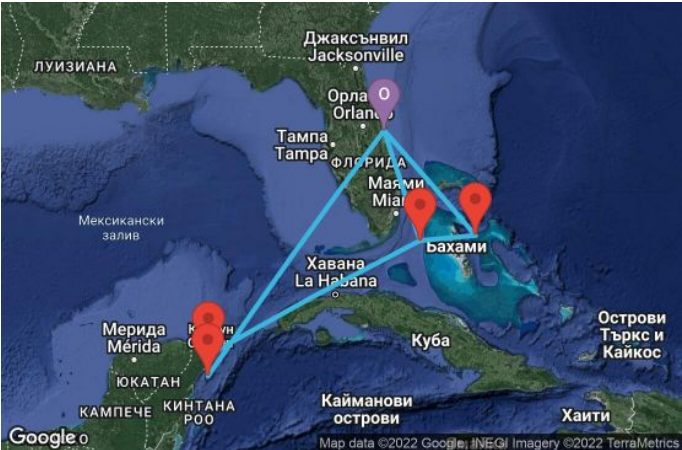 Джаксънвил
Jacksonville
ЛУИЗИАНА
O
Орла
Orlando
Тампа
Tampa
ФЛОРИДА
Маями
Мексикански
залив
Бахами
Хавана
La Habana
Мерида
Mérida
Острови
Търкс и
Кайкос
Куба
ЮКАТАН
КАМПЕЧЕ
КИНТАНА
РОО
Кайманови
острови
Хаити
Google
Map data ©2022 Google, INEGI Imagery ©2022 TerraMetrics